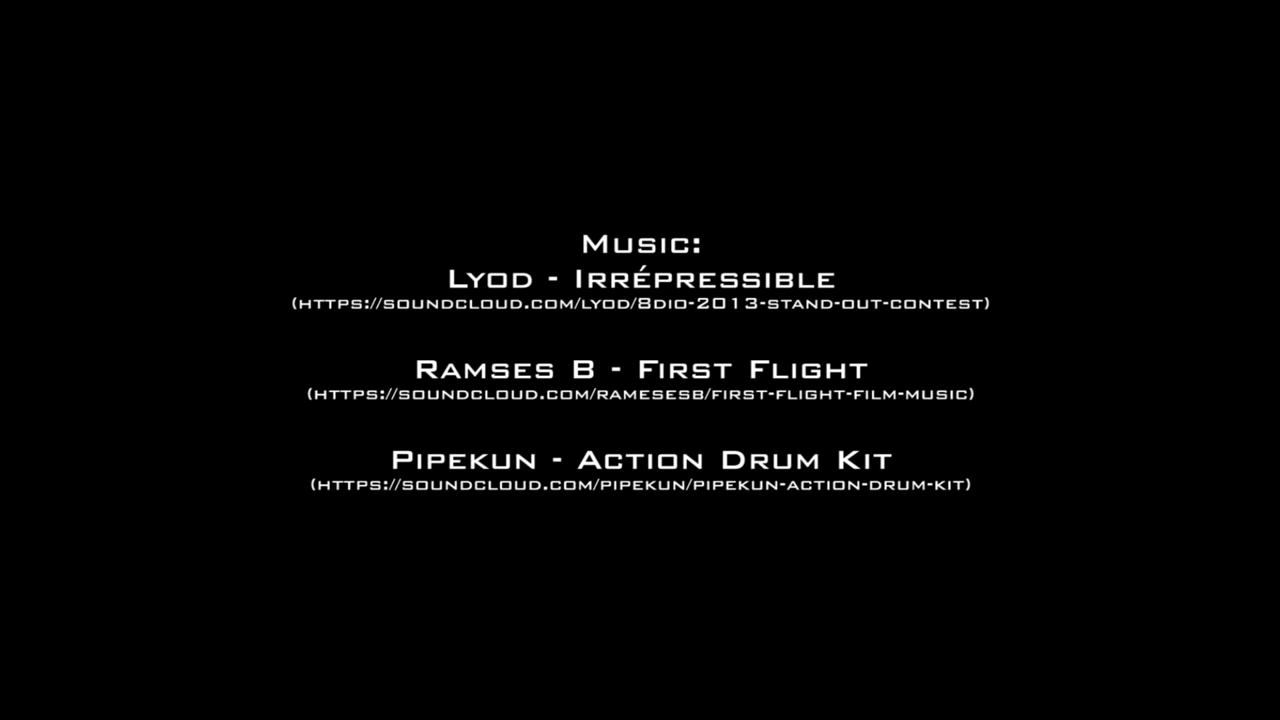 Music:
Lyod - Irrépressible
(https://soundcloud.com/lyod/8dio-2013-stand-out-contest)
Ramses B - First Flight
(https://soundcloud.com/ramesesb/first-flight-film-music)
Pipekun - Action Drum Kit
(https://soundcloud.com/pipekun/pipekun-action-drum-kit)